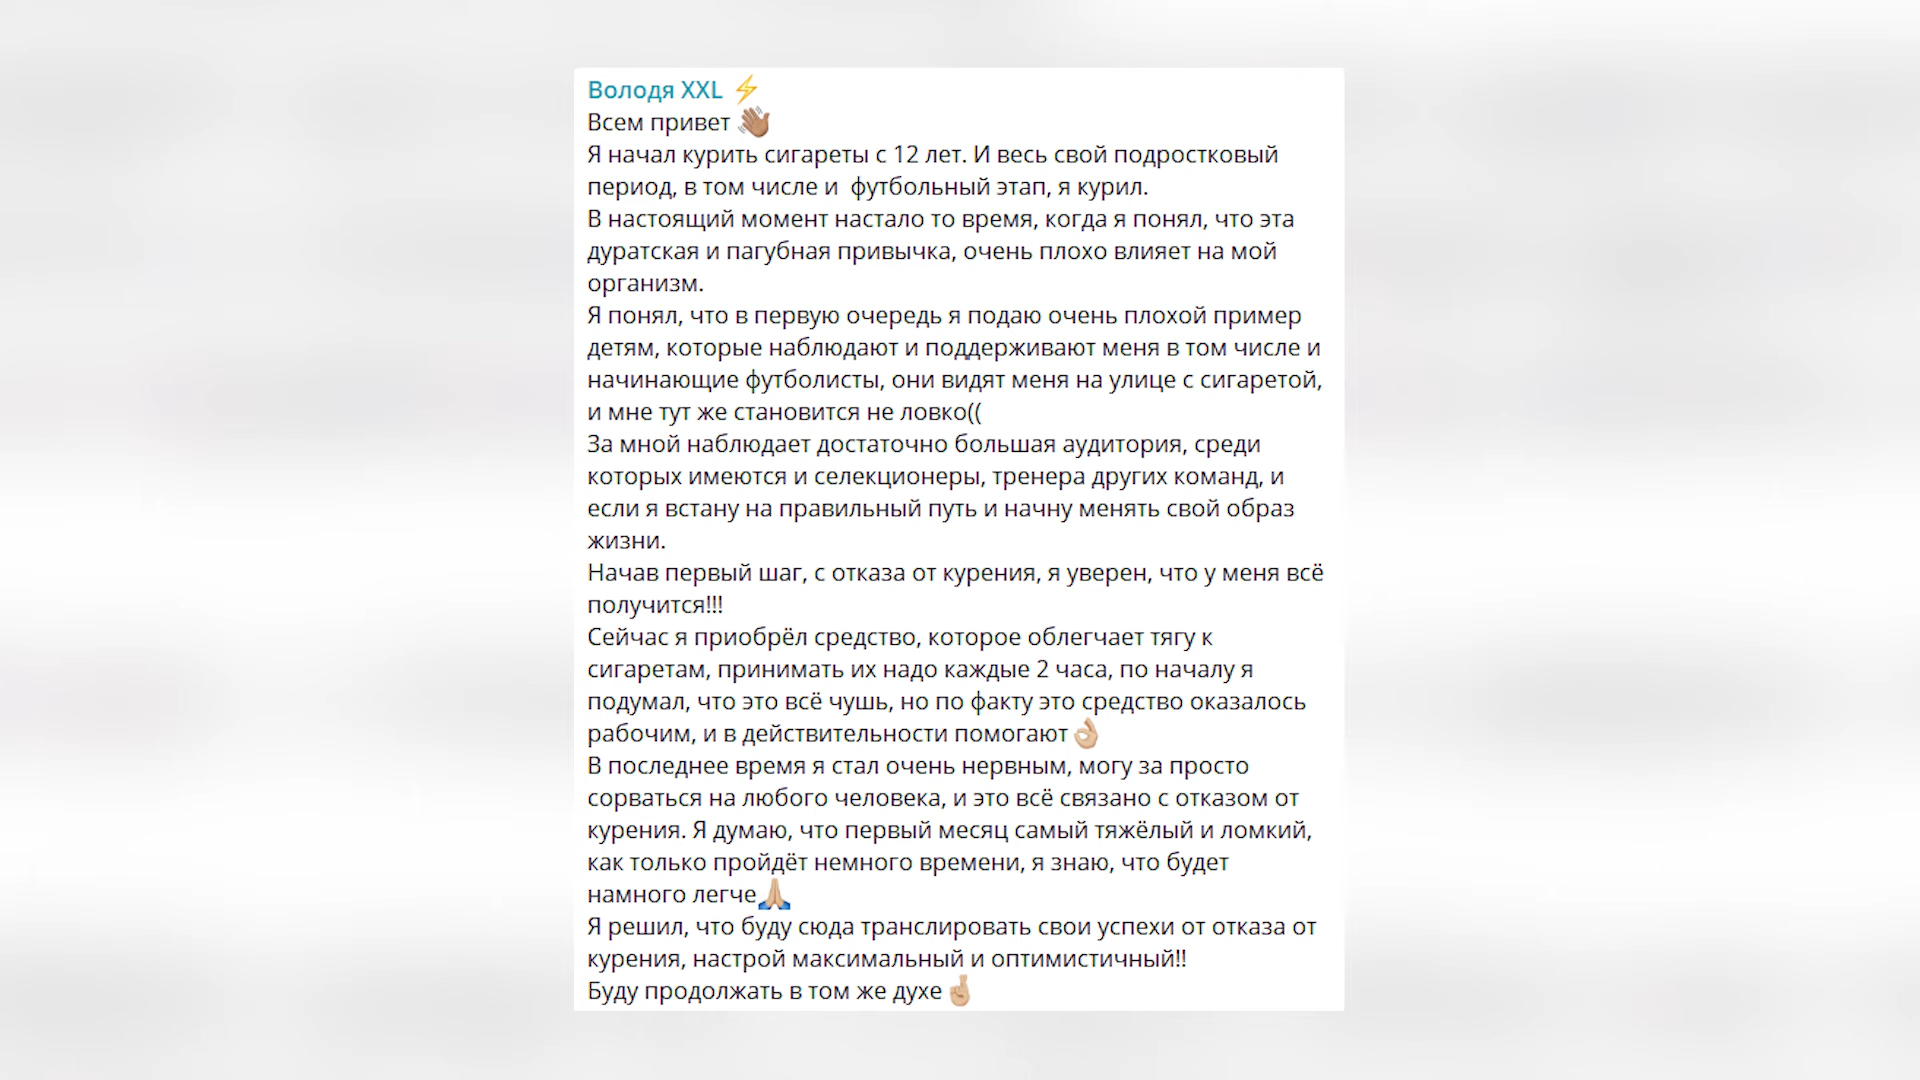 Володя XXL ⚡
Всем привет 👋🏽
Я начал курить сигареты с 12 лет. И весь свой подростковый
период, в том числе и  футбольный этап, я курил.
В настоящий момент настало то время, когда я понял, что эта
дуратская и пагубная привычка, очень плохо влияет на мой
организм.
Я понял, что в первую очередь я подаю очень плохой пример
детям, которые наблюдают и поддерживают меня в том числе и
начинающие футболисты, они видят меня на улице с сигаретой,
и мне тут же становится не ловко((
За мной наблюдает достаточно большая аудитория, среди
которых имеются и селекционеры, тренера других команд, и
если я встану на правильный путь и начну менять свой образ
жизни.
Начав первый шаг, с отказа от курения, я уверен, что у меня всё
получится!!!
Сейчас я приобрёл средство, которое облегчает тягу к
сигаретам, принимать их надо каждые 2 часа, по началу я
подумал, что это всё чушь, но по факту это средство оказалось
рабочим, и в действительности помогают👌🏼
В последнее время я стал очень нервным, могу за просто
сорваться на любого человека, и это всё связано с отказом от
курения. Я думаю, что первый месяц самый тяжёлый и ломкий,
как только пройдёт немного времени, я знаю, что будет
намного легче🙏🏼
Я решил, что буду сюда транслировать свои успехи от отказа от
курения, настрой максимальный и оптимистичный!!
Буду продолжать в том же духе🤞🏼